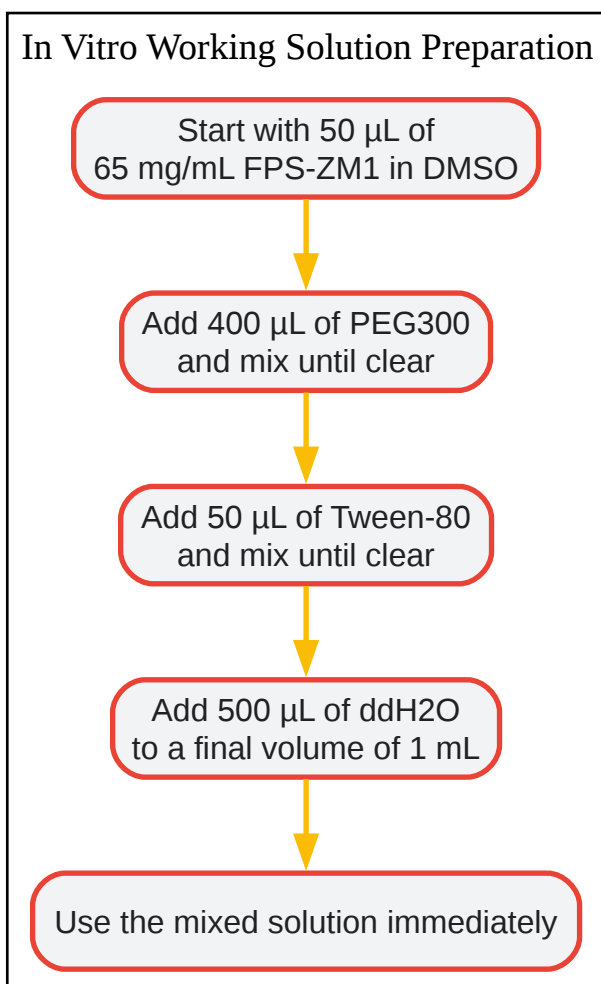 In Vitro Working Solution Preparation
Start with 50 µL of
65 mg/mL FPS-ZM1 in DMSO
Add 400 µL of PEG300
and mix until clear
Add 50 µL of Tween-80
and mix until clear
Add 500 µL of ddH2O
to a final volume of 1 mL
Use the mixed solution immediately